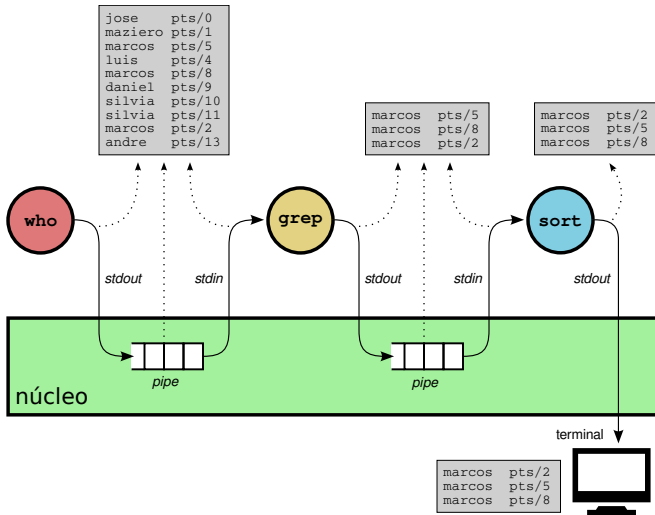 jose    pts/0
maziero pts/1
marcos  pts/5
luis    pts/4
marcos  pts/8
daniel  pts/9
silvia  pts/10
silvia  pts/11
marcos  pts/2
andre   pts/13
marcos  pts/5
marcos  pts/8
marcos  pts/2
marcos  pts/2
marcos  pts/5
marcos  pts/8
who
grep
sort
stdout
stdin
stdout
stdin
stdout
pipe
pipe
núcleo
terminal
marcos  pts/2
marcos  pts/5
marcos  pts/8